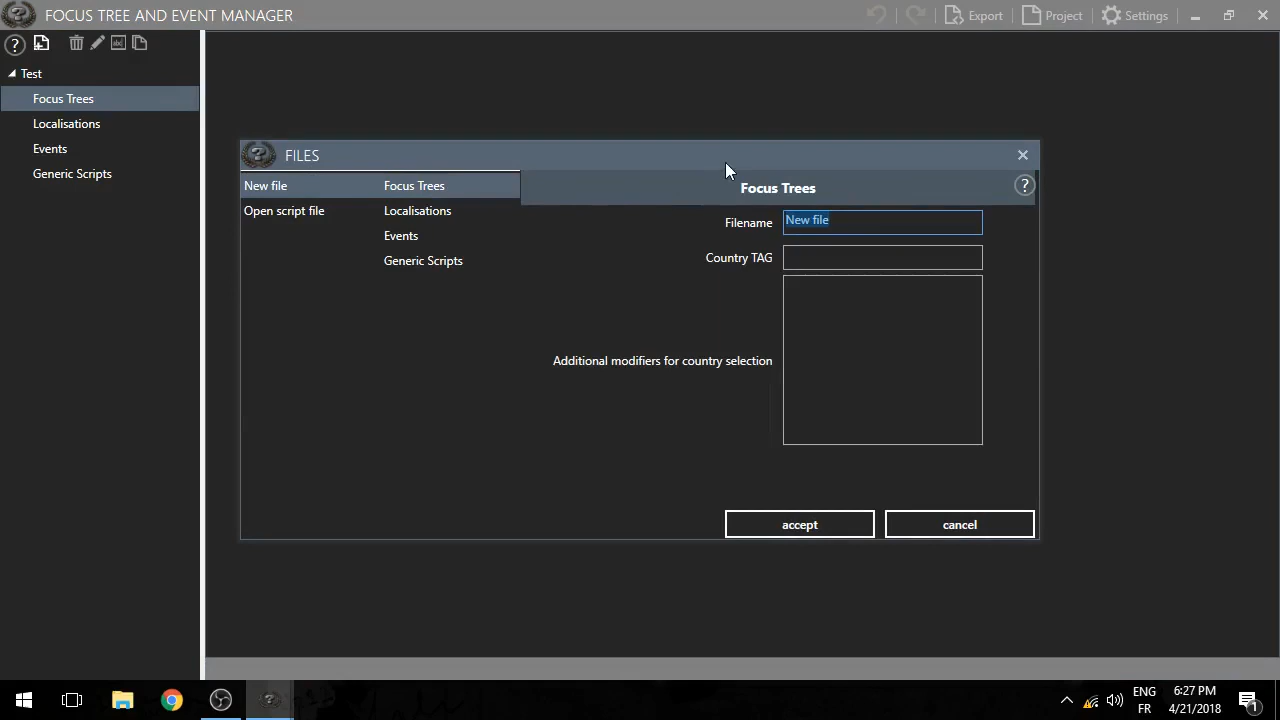 FOCUS TREE AND EVENT MANAGER
Export
Project
Settings
Test
Focus Trees
Localisations
Events
Generic Scripts
FILES
New file
Open script file
Focus Trees
Localisations
Events
Generic Scripts
Focus Trees
?
Filename
New file
Country TAG
Additional modifiers for country selection
accept
cancel
ENG
FR
6:27 PM
4/21/2018
1